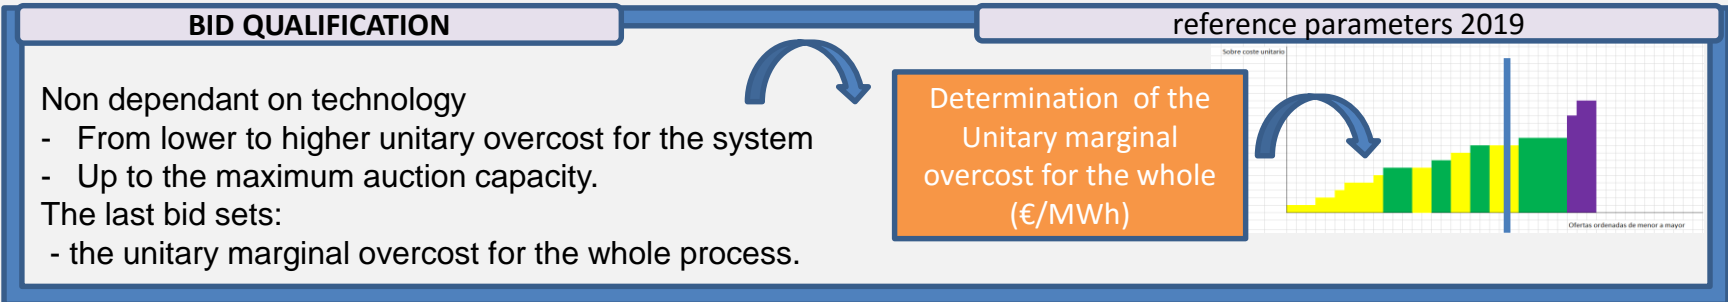 BID QUALIFICATION
reference parameters 2019
Non dependant on technology
- From lower to higher unitary overcost for the system
- Up to the maximum auction capacity.
The last bid sets:
- the unitary marginal overcost for the whole process.
Determination of the
Unitary marginal
overcost for the whole
(€/MWh)
Sobre coste unitario
Ofertas ordenadas de menor a mayor